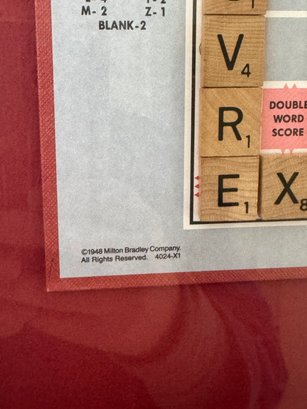 M- 2 Z- 1
BLANK-2
1
V4
R1
DOUBLE
WORD
SCORE
E1 X8
©1948 Milton Bradley Company.
All Rights Reserved. 4024-X1